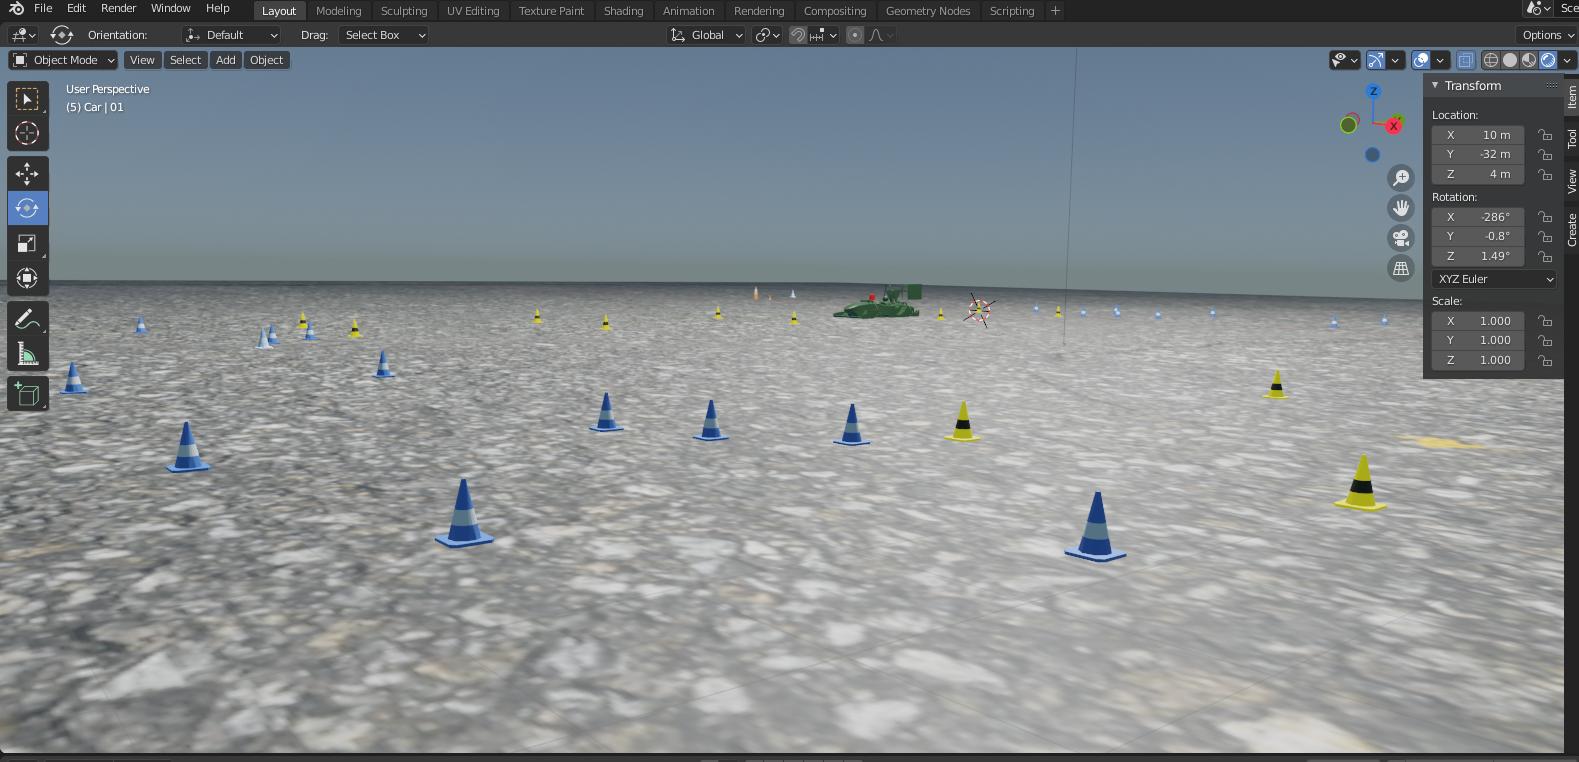 File Edit Render Window Help Layout Modeling Sculpting UV Editing Texture Paint Shading Animation Rendering Compositing Geometry Nodes Scripting + Sce
Orientation: Default Drag: Select Box Global Options
Object Mode View Select Add Object
User Perspective
(5) Car | 01
Z
X
Transform
Location:
X 10 m
Y -32 m
Z 4 m
Rotation:
X -286°
Y -0.8°
Z 1.49°
XYZ Euler
Scale:
X 1.000
Y 1.000
Z 1.000
Item
Tool
View
Create